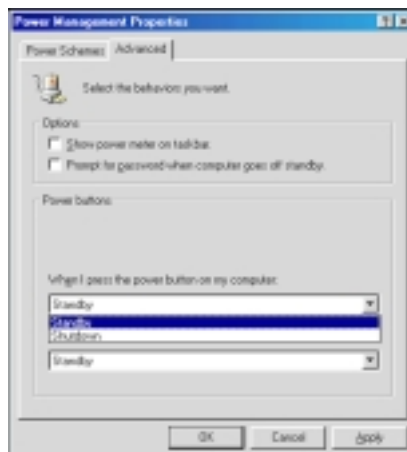 Power Management Properties
Power Schemes Advanced
Select the behaviors you want.
Options
Show power meter on taskbar.
Prompt for password when computer goes off standby.
Power buttons
When I press the power button on my computer:
Standby
Standby
Shutdown
Standby
OK Cancel Apply